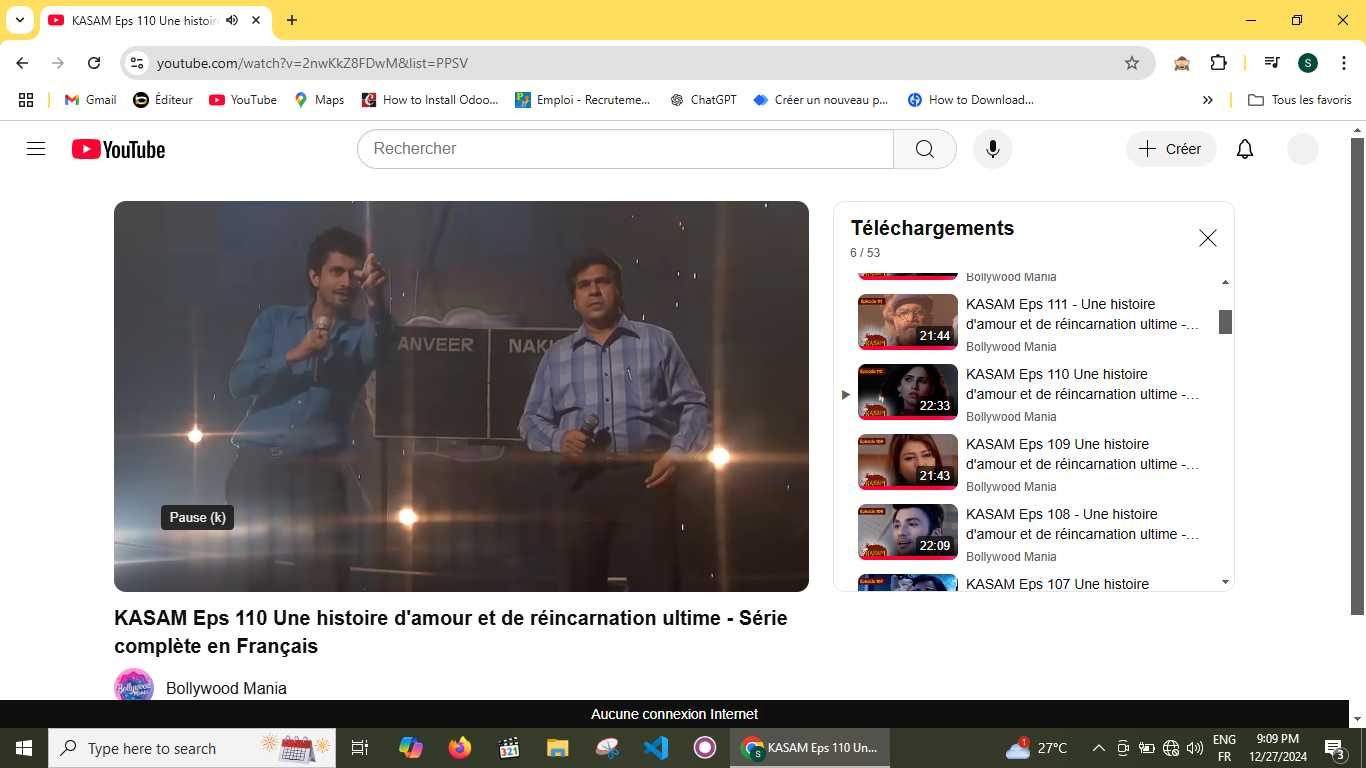 KASAM Eps 110 Une histoir
youtube.com/watch?v=2nwKkZ8FDwM&list=PPSV
S
Gmail
Éditeur
YouTube
Maps
How to Install Odoo...
Emploi - Recruteme...
ChatGPT
Créer un nouveau p...
How to Download...
»
Tous les favoris
YouTube
Rechercher
Créer
ANVEER
NAK
Pause (k)
Téléchargements
6 / 53
Bollywood Mania
21:44
KASAM Eps 111 - Une histoire
d'amour et de réincarnation ultime -...
Bollywood Mania
22:33
KASAM Eps 110 Une histoire
d'amour et de réincarnation ultime -...
Bollywood Mania
21:43
KASAM Eps 109 Une histoire
d'amour et de réincarnation ultime -...
Bollywood Mania
22:09
KASAM Eps 108 - Une histoire
d'amour et de réincarnation ultime -...
Bollywood Mania
KASAM Eps 107 Une histoire
KASAM Eps 110 Une histoire d'amour et de réincarnation ultime - Série
complète en Français
Bollywood Mania
Aucune connexion Internet
Type here to search
KASAM Eps 110 Un...
27°C
ENG
FR
9:09 PM
12/27/2024
3